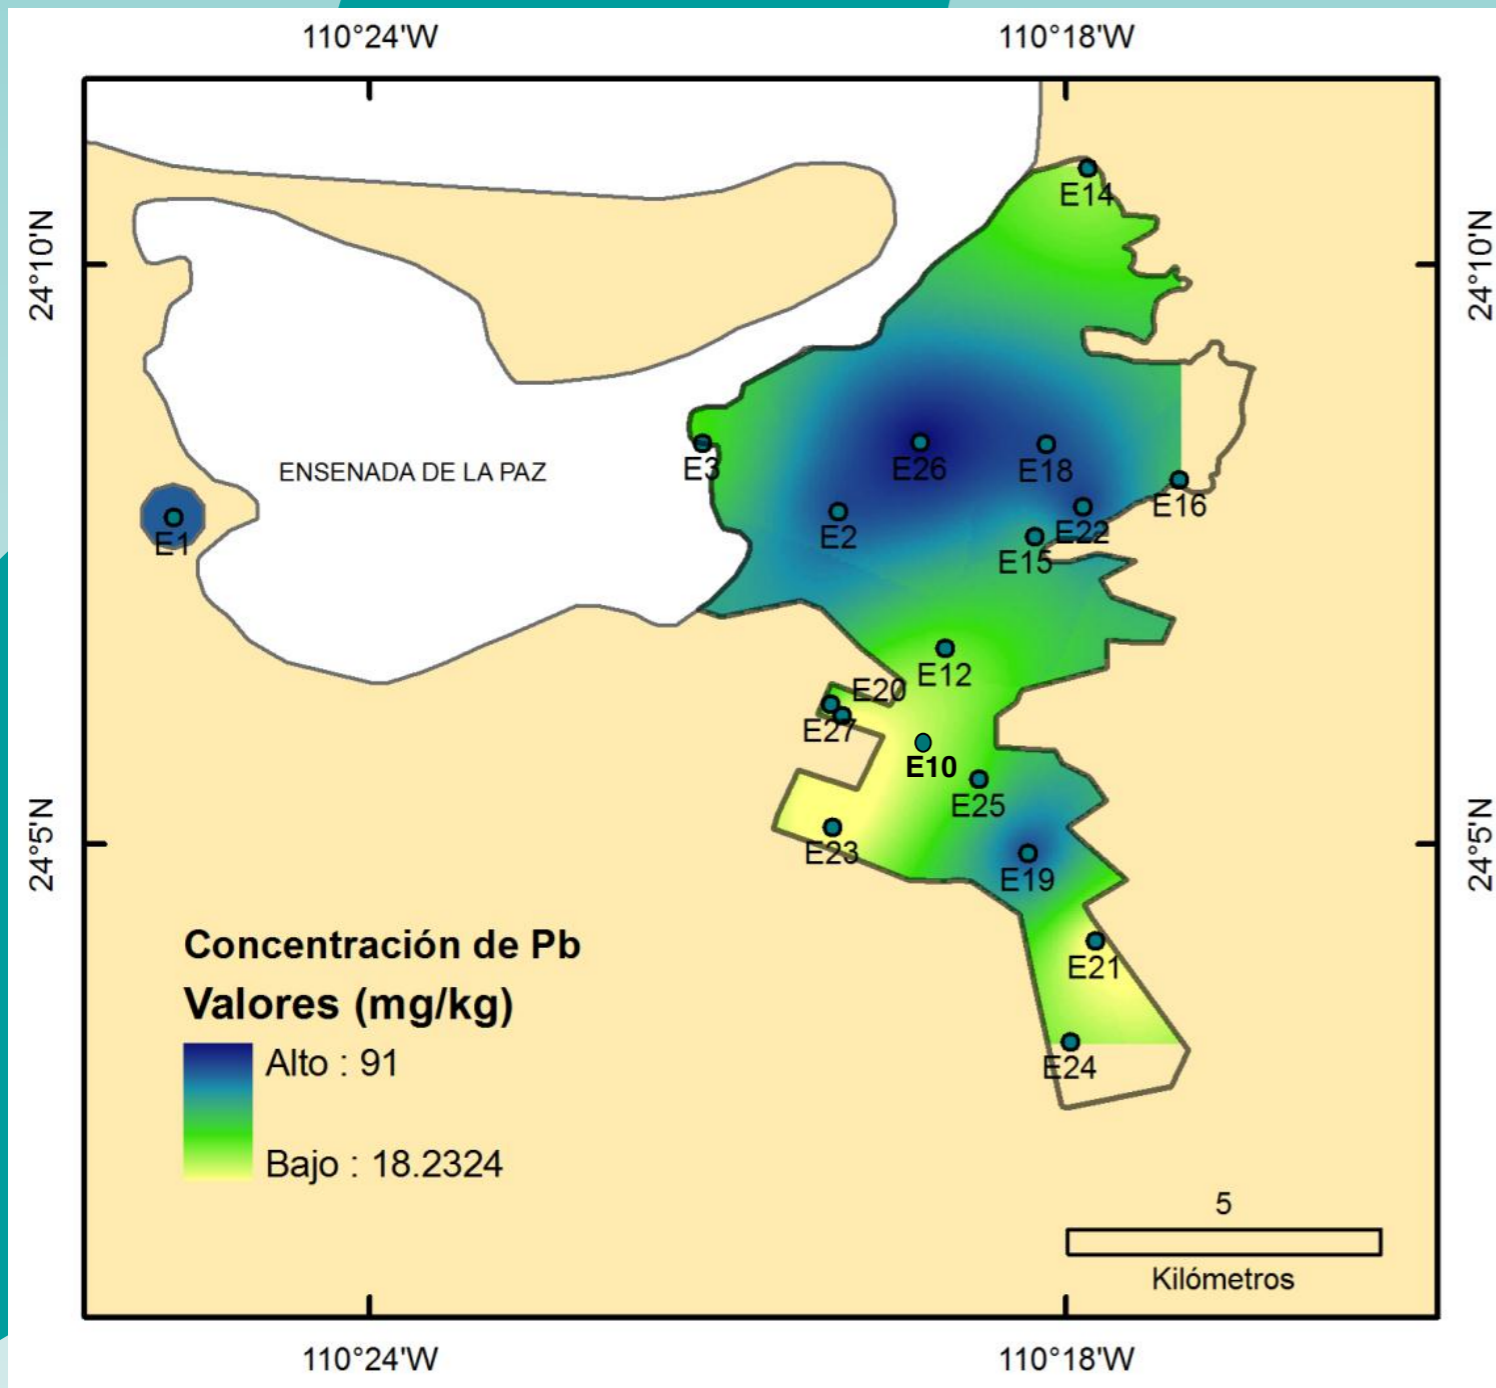 110°24'W
110°18'W
24°10'N
24°10'N
E14
ENSENADA DE LA PAZ
E3
E26
E18
E16
E1
E2
E22
E15
E12
E20
E27
E10
E25
E23
E19
24°5'N
24°5'N
E21
E24
Concentración de Pb
Valores (mg/kg)
Alto : 91
Bajo : 18.2324
5
Kilómetros
110°24'W
110°18'W